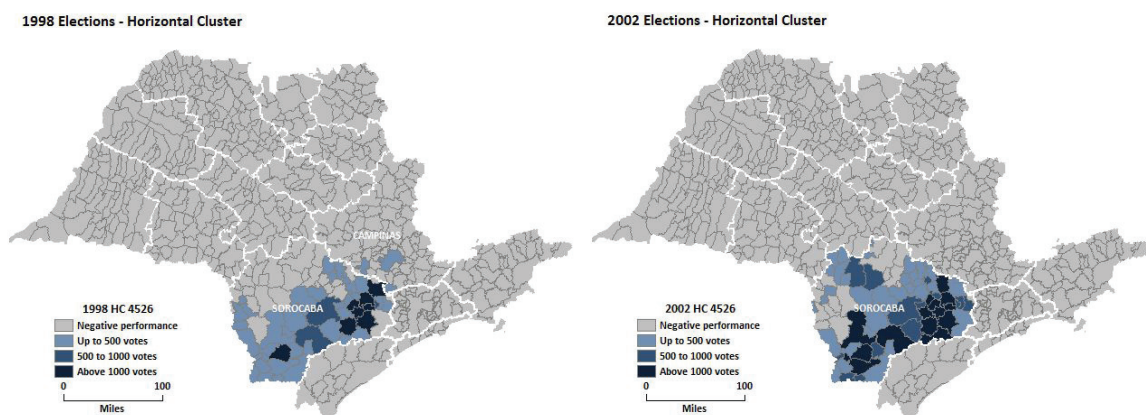 1998 Elections - Horizontal Cluster
CAMPINAS
SOROCABA
1998 HC 4526
Negative performance
Up to 500 votes
500 to 1000 votes
Above 1000 votes
0 100
Miles
2002 Elections - Horizontal Cluster
SOROCABA
2002 HC 4526
Negative performance
Up to 500 votes
500 to 1000 votes
Above 1000 votes
0 100
Miles